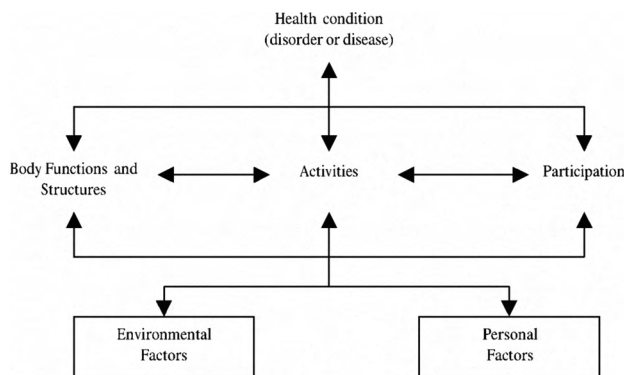 Health condition
(disorder or disease)
Body Functions and
Structures
Activities
Participation
Environmental
Factors
Personal
Factors